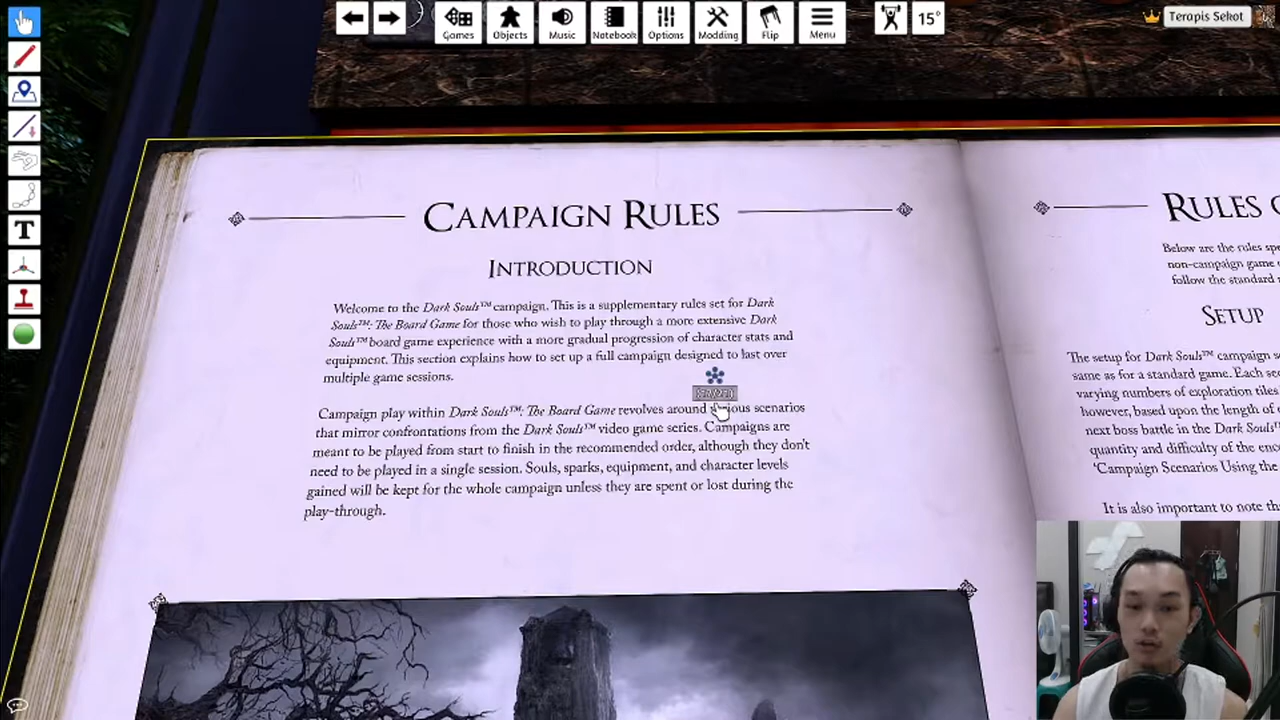 Games Objects Music Notebook Options Modding Flip Menu 15°
Terapis Sekot
T
CAMPAIGN RULES
INTRODUCTION
Welcome to the Dark Souls™ campaign. This is a supplementary rules set for Dark
Souls™: The Board Game for those who wish to play through a more extensive Dark
Souls™ board game experience with a more gradual progression of character stats and
equipment. This section explains how to set up a full campaign designed to last over
multiple game sessions.
Campaign play within Dark Souls™: The Board Game revolves around scenarios
that mirror confrontations from the Dark Souls™ video game series. Campaigns are
meant to be played from start to finish in the recommended order, although they don't
need to be played in a single session. Souls, sparks, equipment, and character levels
gained will be kept for the whole campaign unless they are spent or lost during the
play-through.
RULES
Below are the rules
non-campaign game
follow the standard
SETUP
The setup for Dark Souls™ campaign
same as for a standard game. Each
varying numbers of exploration tiles
however, based upon the length of
next boss battle in the Dark
quantity and difficulty of the
'Campaign Scenarios Using the
It is also important to note